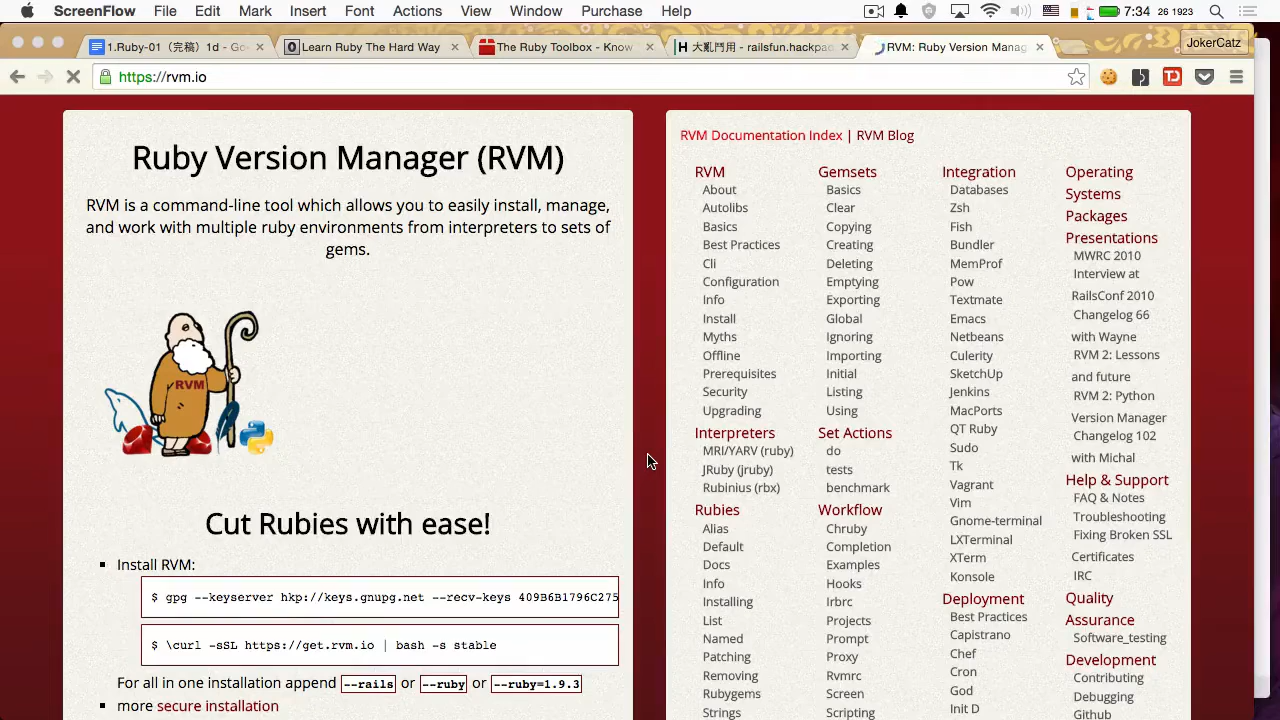 ScreenFlow File Edit Mark Insert Font Actions View Window Purchase Help 7:34 26 1923
1.Ruby-01（完稿）1d - Go
Learn Ruby The Hard Way
The Ruby Toolbox - Know
大亂鬥用 - railsfun.hackpad
RVM: Ruby Version Manag
JokerCatz
https://rvm.io
Ruby Version Manager (RVM)
RVM is a command-line tool which allows you to easily install, manage,
and work with multiple ruby environments from interpreters to sets of
gems.
RVM
Cut Rubies with ease!
Install RVM:
$ gpg --keyserver hkp://keys.gnupg.net --recv-keys 409B6B1796C275
$ \curl -sSL https://get.rvm.io | bash -s stable
For all in one installation append --rails or --ruby or --ruby=1.9.3
more secure installation
RVM Documentation Index | RVM Blog
RVM
About
Autolibs
Basics
Best Practices
Cli
Configuration
Info
Install
Myths
Offline
Prerequisites
Security
Upgrading
Interpreters
MRI/YARV (ruby)
JRuby (jruby)
Rubinius (rbx)
Rubies
Alias
Default
Docs
Info
Installing
List
Named
Patching
Removing
Rubygems
Strings
Gemsets
Basics
Clear
Copying
Creating
Deleting
Emptying
Exporting
Global
Ignoring
Importing
Initial
Listing
Using
Set Actions
do
tests
benchmark
Workflow
Chruby
Completion
Examples
Hooks
Irbrc
Projects
Prompt
Proxy
Rvmrc
Screen
Scripting
Integration
Databases
Zsh
Fish
Bundler
MemProf
Pow
Textmate
Emacs
Netbeans
Culerity
SketchUp
Jenkins
MacPorts
QT Ruby
Sudo
Tk
Vagrant
Vim
Gnome-terminal
LXTerminal
XTerm
Konsole
Deployment
Best Practices
Capistrano
Chef
Cron
God
Init D
Operating
Systems
Packages
Presentations
MWRC 2010
Interview at
RailsConf 2010
Changelog 66
with Wayne
RVM 2: Lessons
and future
RVM 2: Python
Version Manager
Changelog 102
with Michal
Help & Support
FAQ & Notes
Troubleshooting
Fixing Broken SSL
Certificates
IRC
Quality
Assurance
Software_testing
Development
Contributing
Debugging
Github